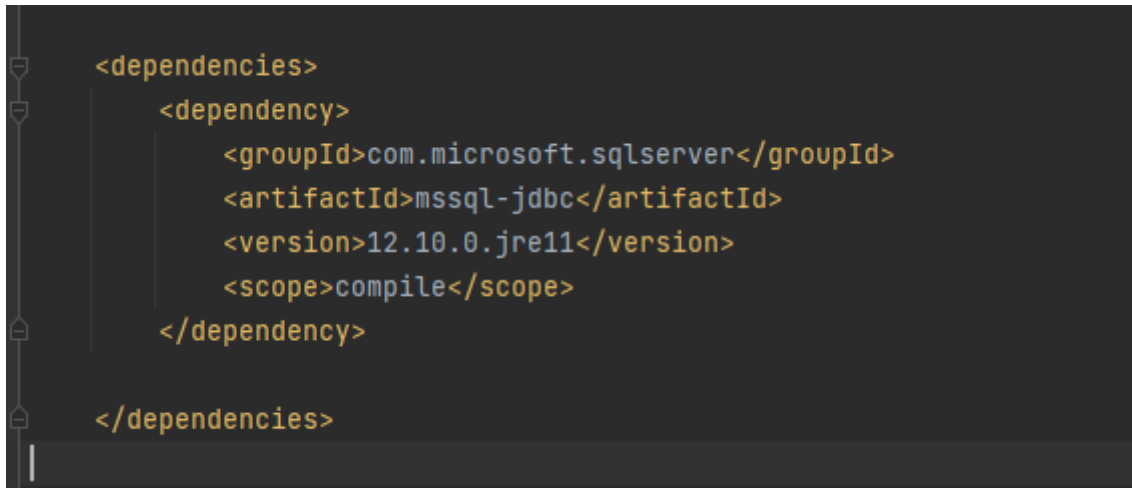 <dependencies>
<dependency>
<groupId>com.microsoft.sqlserver</groupId>
<artifactId>mssql-jdbc</artifactId>
<version>12.10.0.jre11</version>
<scope>compile</scope>
</dependency>
</dependencies>